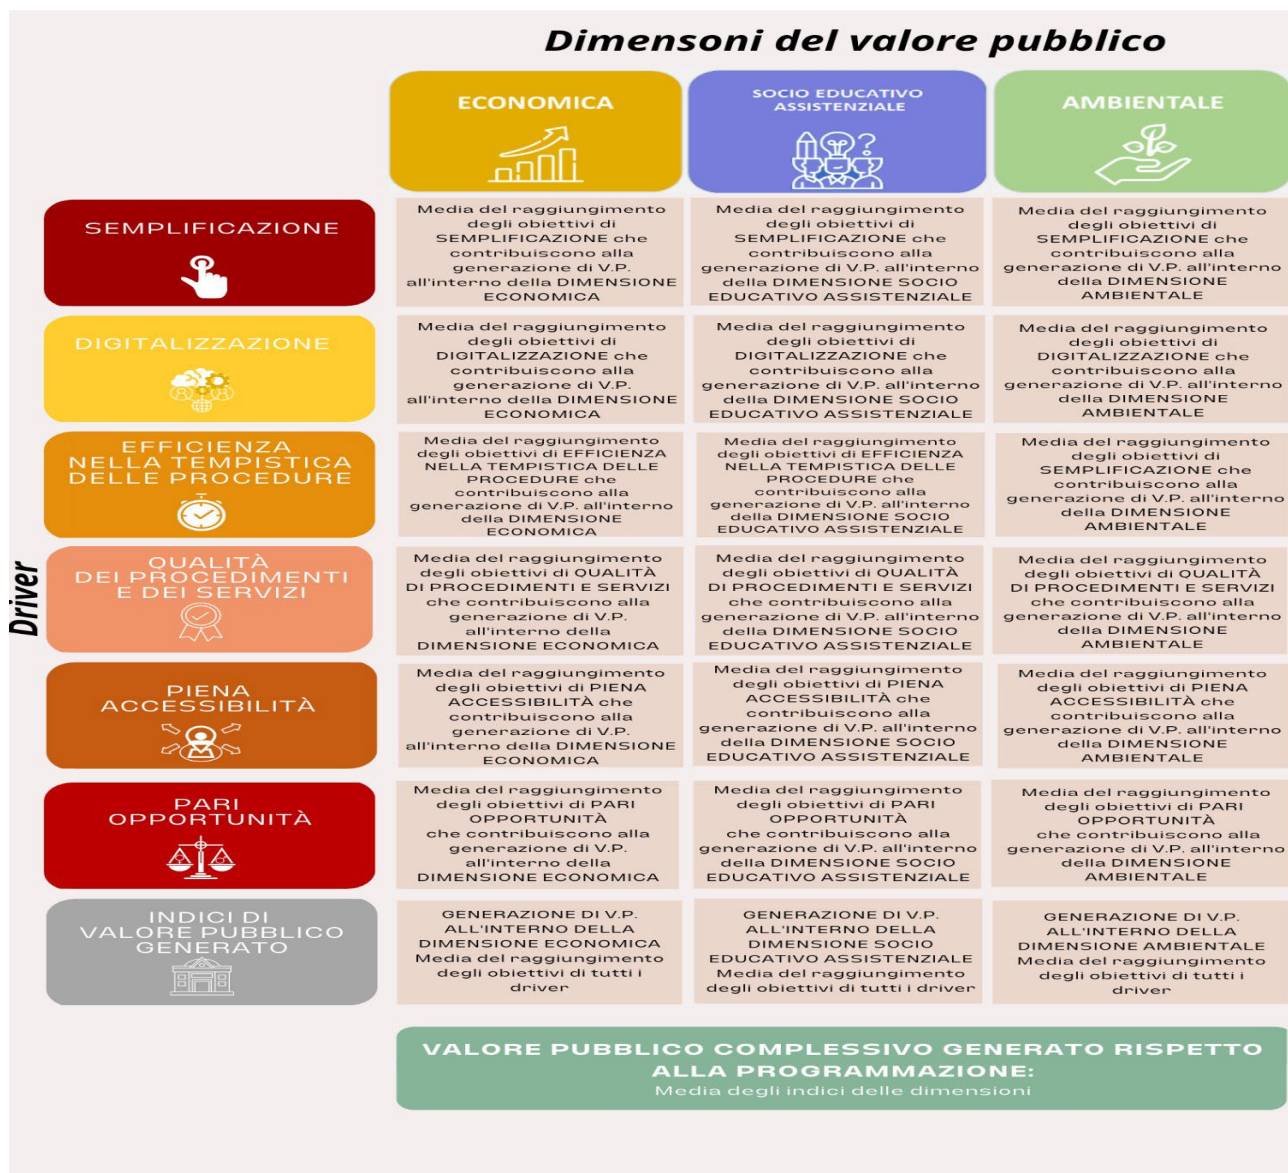 Dimensoni del valore pubblico
ECONOMICA
SOCIO EDUCATIVO
ASSISTENZIALE
AMBIENTALE
Driver
SEMPLIFICAZIONE
Media del raggiungimento
degli obiettivi di
SEMPLIFICAZIONE che
contribuiscono alla
generazione di V.P.
all'interno della DIMENSIONE
ECONOMICA
Media del raggiungimento
degli obiettivi di
SEMPLIFICAZIONE che
contribuiscono alla
generazione di V.P. all'interno
della DIMENSIONE SOCIO
EDUCATIVO ASSISTENZIALE
Media del raggiungimento
degli obiettivi di
SEMPLIFICAZIONE che
contribuiscono alla
generazione di V.P. all'interno
della DIMENSIONE
AMBIENTALE
DIGITALIZZAZIONE
Media del raggiungimento
degli obiettivi di
DIGITALIZZAZIONE che
contribuiscono alla
generazione di V.P.
all'interno della DIMENSIONE
ECONOMICA
Media del raggiungimento
degli obiettivi di
DIGITALIZZAZIONE che
contribuiscono alla
generazione di V.P. all'interno
della DIMENSIONE SOCIO
EDUCATIVO ASSISTENZIALE
Media del raggiungimento
degli obiettivi di
DIGITALIZZAZIONE che
contribuiscono alla
generazione di V.P. all'interno
della DIMENSIONE
AMBIENTALE
EFFICIENZA
NELLA TEMPISTICA
DELLE PROCEDURE
Media del raggiungimento
degli obiettivi di EFFICIENZA
NELLA TEMPISTICA DELLE
PROCEDURE che
contribuiscono alla
generazione di V.P. all'interno
della DIMENSIONE
ECONOMICA
Media del raggiungimento
degli obiettivi di EFFICIENZA
NELLA TEMPISTICA DELLE
PROCEDURE che
contribuiscono alla
generazione di V.P. all'interno
della DIMENSIONE SOCIO
EDUCATIVO ASSISTENZIALE
Media del raggiungimento
degli obiettivi di
SEMPLIFICAZIONE che
contribuiscono alla
generazione di V.P. all'interno
della DIMENSIONE
AMBIENTALE
QUALITÀ
DEI PROCEDIMENTI
E DEI SERVIZI
Media del raggiungimento
degli obiettivi di QUALITÀ
DI PROCEDIMENTI E SERVIZI
che contribuiscono alla
generazione di V.P.
all'interno della
DIMENSIONE ECONOMICA
Media del raggiungimento
degli obiettivi di QUALITÀ
DI PROCEDIMENTI E SERVIZI
che contribuiscono alla
generazione di V.P. all'interno
della DIMENSIONE SOCIO
EDUCATIVO ASSISTENZIALE
Media del raggiungimento
degli obiettivi di QUALITÀ
DI PROCEDIMENTI E SERVIZI
che contribuiscono alla
generazione di V.P. all'interno
della DIMENSIONE
AMBIENTALE
PIENA
ACCESSIBILITÀ
Media del raggiungimento
degli obiettivi di PIENA
ACCESSIBILITÀ che
contribuiscono alla
generazione di V.P.
all'interno della DIMENSIONE
ECONOMICA
Media del raggiungimento
degli obiettivi di PIENA
ACCESSIBILITÀ che
contribuiscono alla
generazione di V.P. all'interno
della DIMENSIONE SOCIO
EDUCATIVO ASSISTENZIALE
Media del raggiungimento
degli obiettivi di PIENA
ACCESSIBILITÀ che
contribuiscono alla
generazione di V.P. all'interno
della DIMENSIONE
AMBIENTALE
PARI
OPPORTUNITÀ
Media del raggiungimento
degli obiettivi di PARI
OPPORTUNITÀ
che contribuiscono alla
generazione di V.P.
all'interno della
DIMENSIONE ECONOMICA
Media del raggiungimento
degli obiettivi di PARI
OPPORTUNITÀ
che contribuiscono alla
generazione di V.P. all'interno
della DIMENSIONE SOCIO
EDUCATIVO ASSISTENZIALE
Media del raggiungimento
degli obiettivi di PARI
OPPORTUNITÀ
che contribuiscono alla
generazione di V.P. all'interno
della DIMENSIONE
AMBIENTALE
INDICI DI
VALORE PUBBLICO
GENERATO
GENERAZIONE DI V.P.
ALL'INTERNO DELLA
DIMENSIONE ECONOMICA
Media del raggiungimento
degli obiettivi di tutti i
driver
GENERAZIONE DI V.P.
ALL'INTERNO DELLA
DIMENSIONE SOCIO
EDUCATIVO ASSISTENZIALE
Media del raggiungimento
degli obiettivi di tutti i driver
GENERAZIONE DI V.P.
ALL'INTERNO DELLA
DIMENSIONE AMBIENTALE
Media del raggiungimento
degli obiettivi di tutti i
driver
VALORE PUBBLICO COMPLESSIVO GENERATO RISPETTO
ALLA PROGRAMMAZIONE:
Media degli indici delle dimensioni